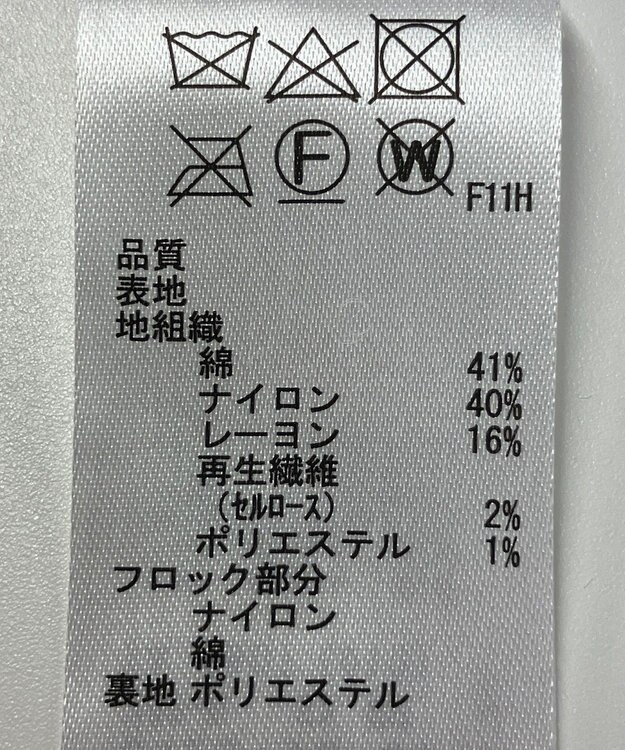 F W F11H
品質
表地
地組織
綿 41%
ナイロン 40%
レーヨン 16%
再生繊維
(セルロース) 2%
ポリエステル 1%
フロック部分
ナイロン
綿
裏地 ポリエステル